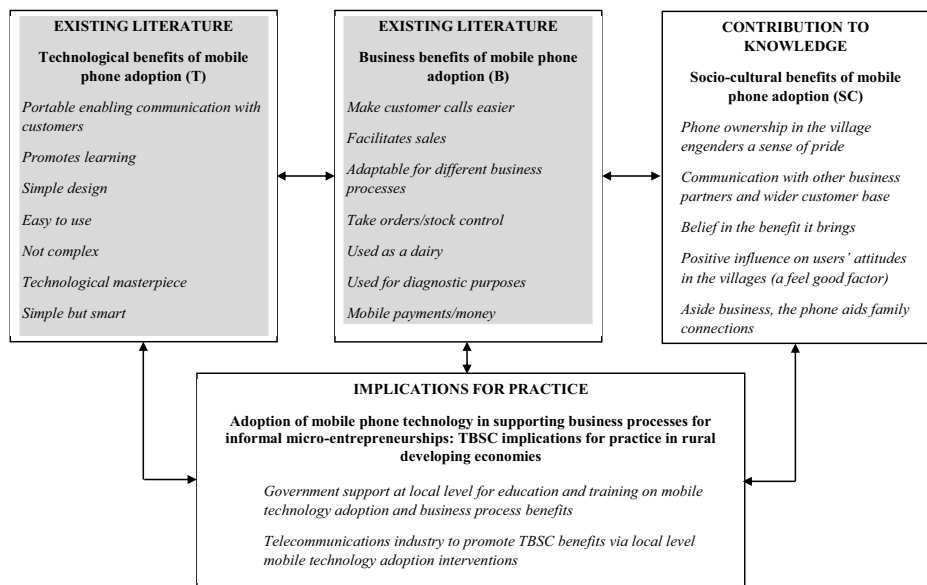 EXISTING LITERATURE
Technological benefits of mobile
phone adoption (T)
Portable enabling communication with
customers
Promotes learning
Simple design
Easy to use
Not complex
Technological masterpiece
Simple but smart
EXISTING LITERATURE
Business benefits of mobile phone
adoption (B)
Make customer calls easier
Facilitates sales
Adaptable for different business
processes
Take orders/stock control
Used as a dairy
Used for diagnostic purposes
Mobile payments/money
CONTRIBUTION TO
KNOWLEDGE
Socio-cultural benefits of mobile
phone adoption (SC)
Phone ownership in the village
engenders a sense of pride
Communication with other business
partners and wider customer base
Belief in the benefit it brings
Positive influence on users’ attitudes
in the villages (a feel good factor)
Aside business, the phone aids family
connections
IMPLICATIONS FOR PRACTICE
Adoption of mobile phone technology in supporting business processes for
informal micro-entrepreneurships: TBSC implications for practice in rural
developing economies
Government support at local level for education and training on mobile
technology adoption and business process benefits
Telecommunications industry to promote TBSC benefits via local level
mobile technology adoption interventions